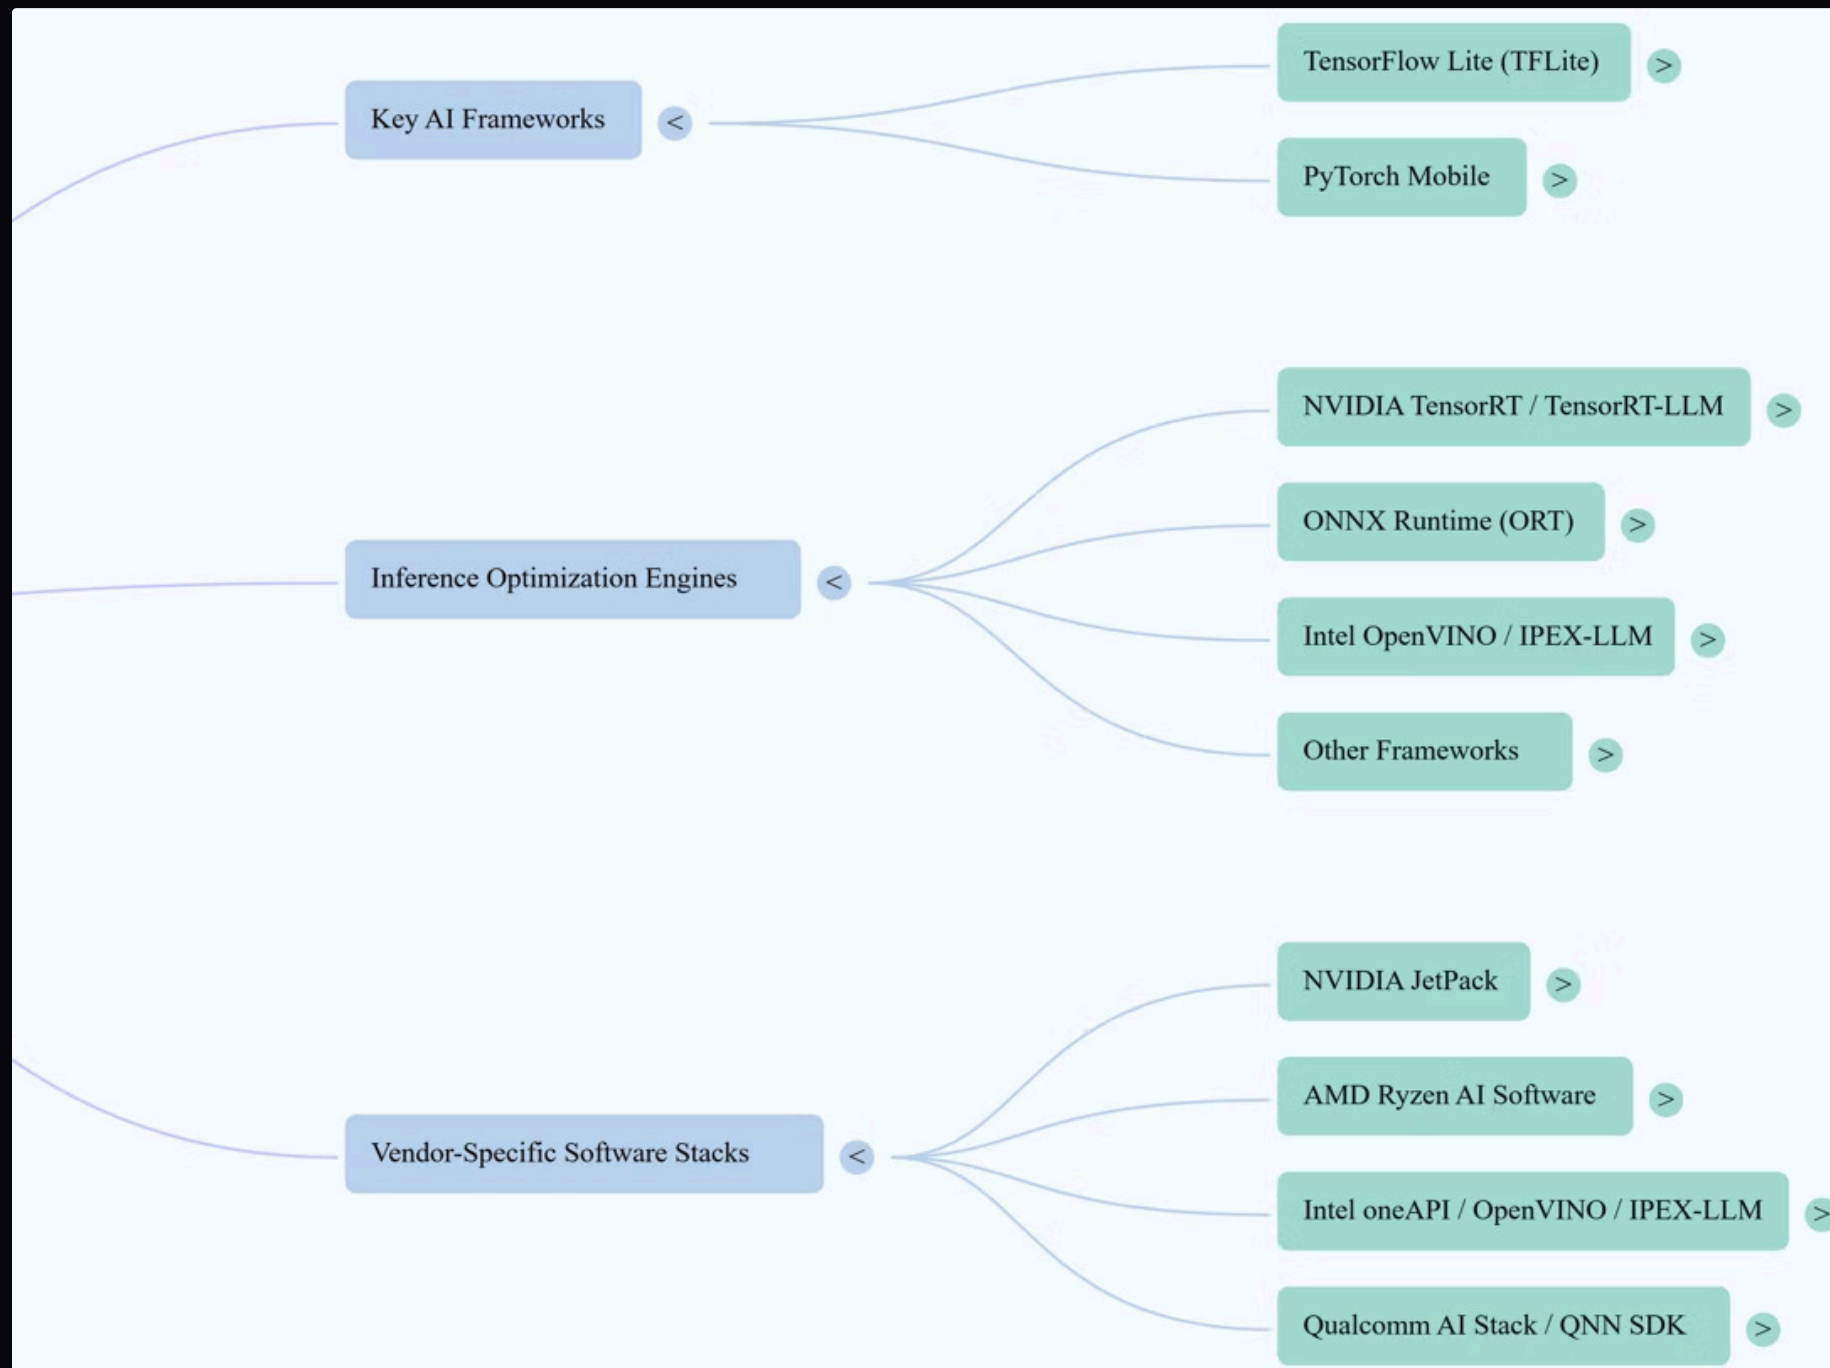 Key AI Frameworks <
TensorFlow Lite (TFLite) >
PyTorch Mobile >
Inference Optimization Engines <
NVIDIA TensorRT / TensorRT-LLM >
ONNX Runtime (ORT) >
Intel OpenVINO / IPEX-LLM >
Other Frameworks >
Vendor-Specific Software Stacks <
NVIDIA JetPack >
AMD Ryzen AI Software >
Intel oneAPI / OpenVINO / IPEX-LLM >
Qualcomm AI Stack / QNN SDK >